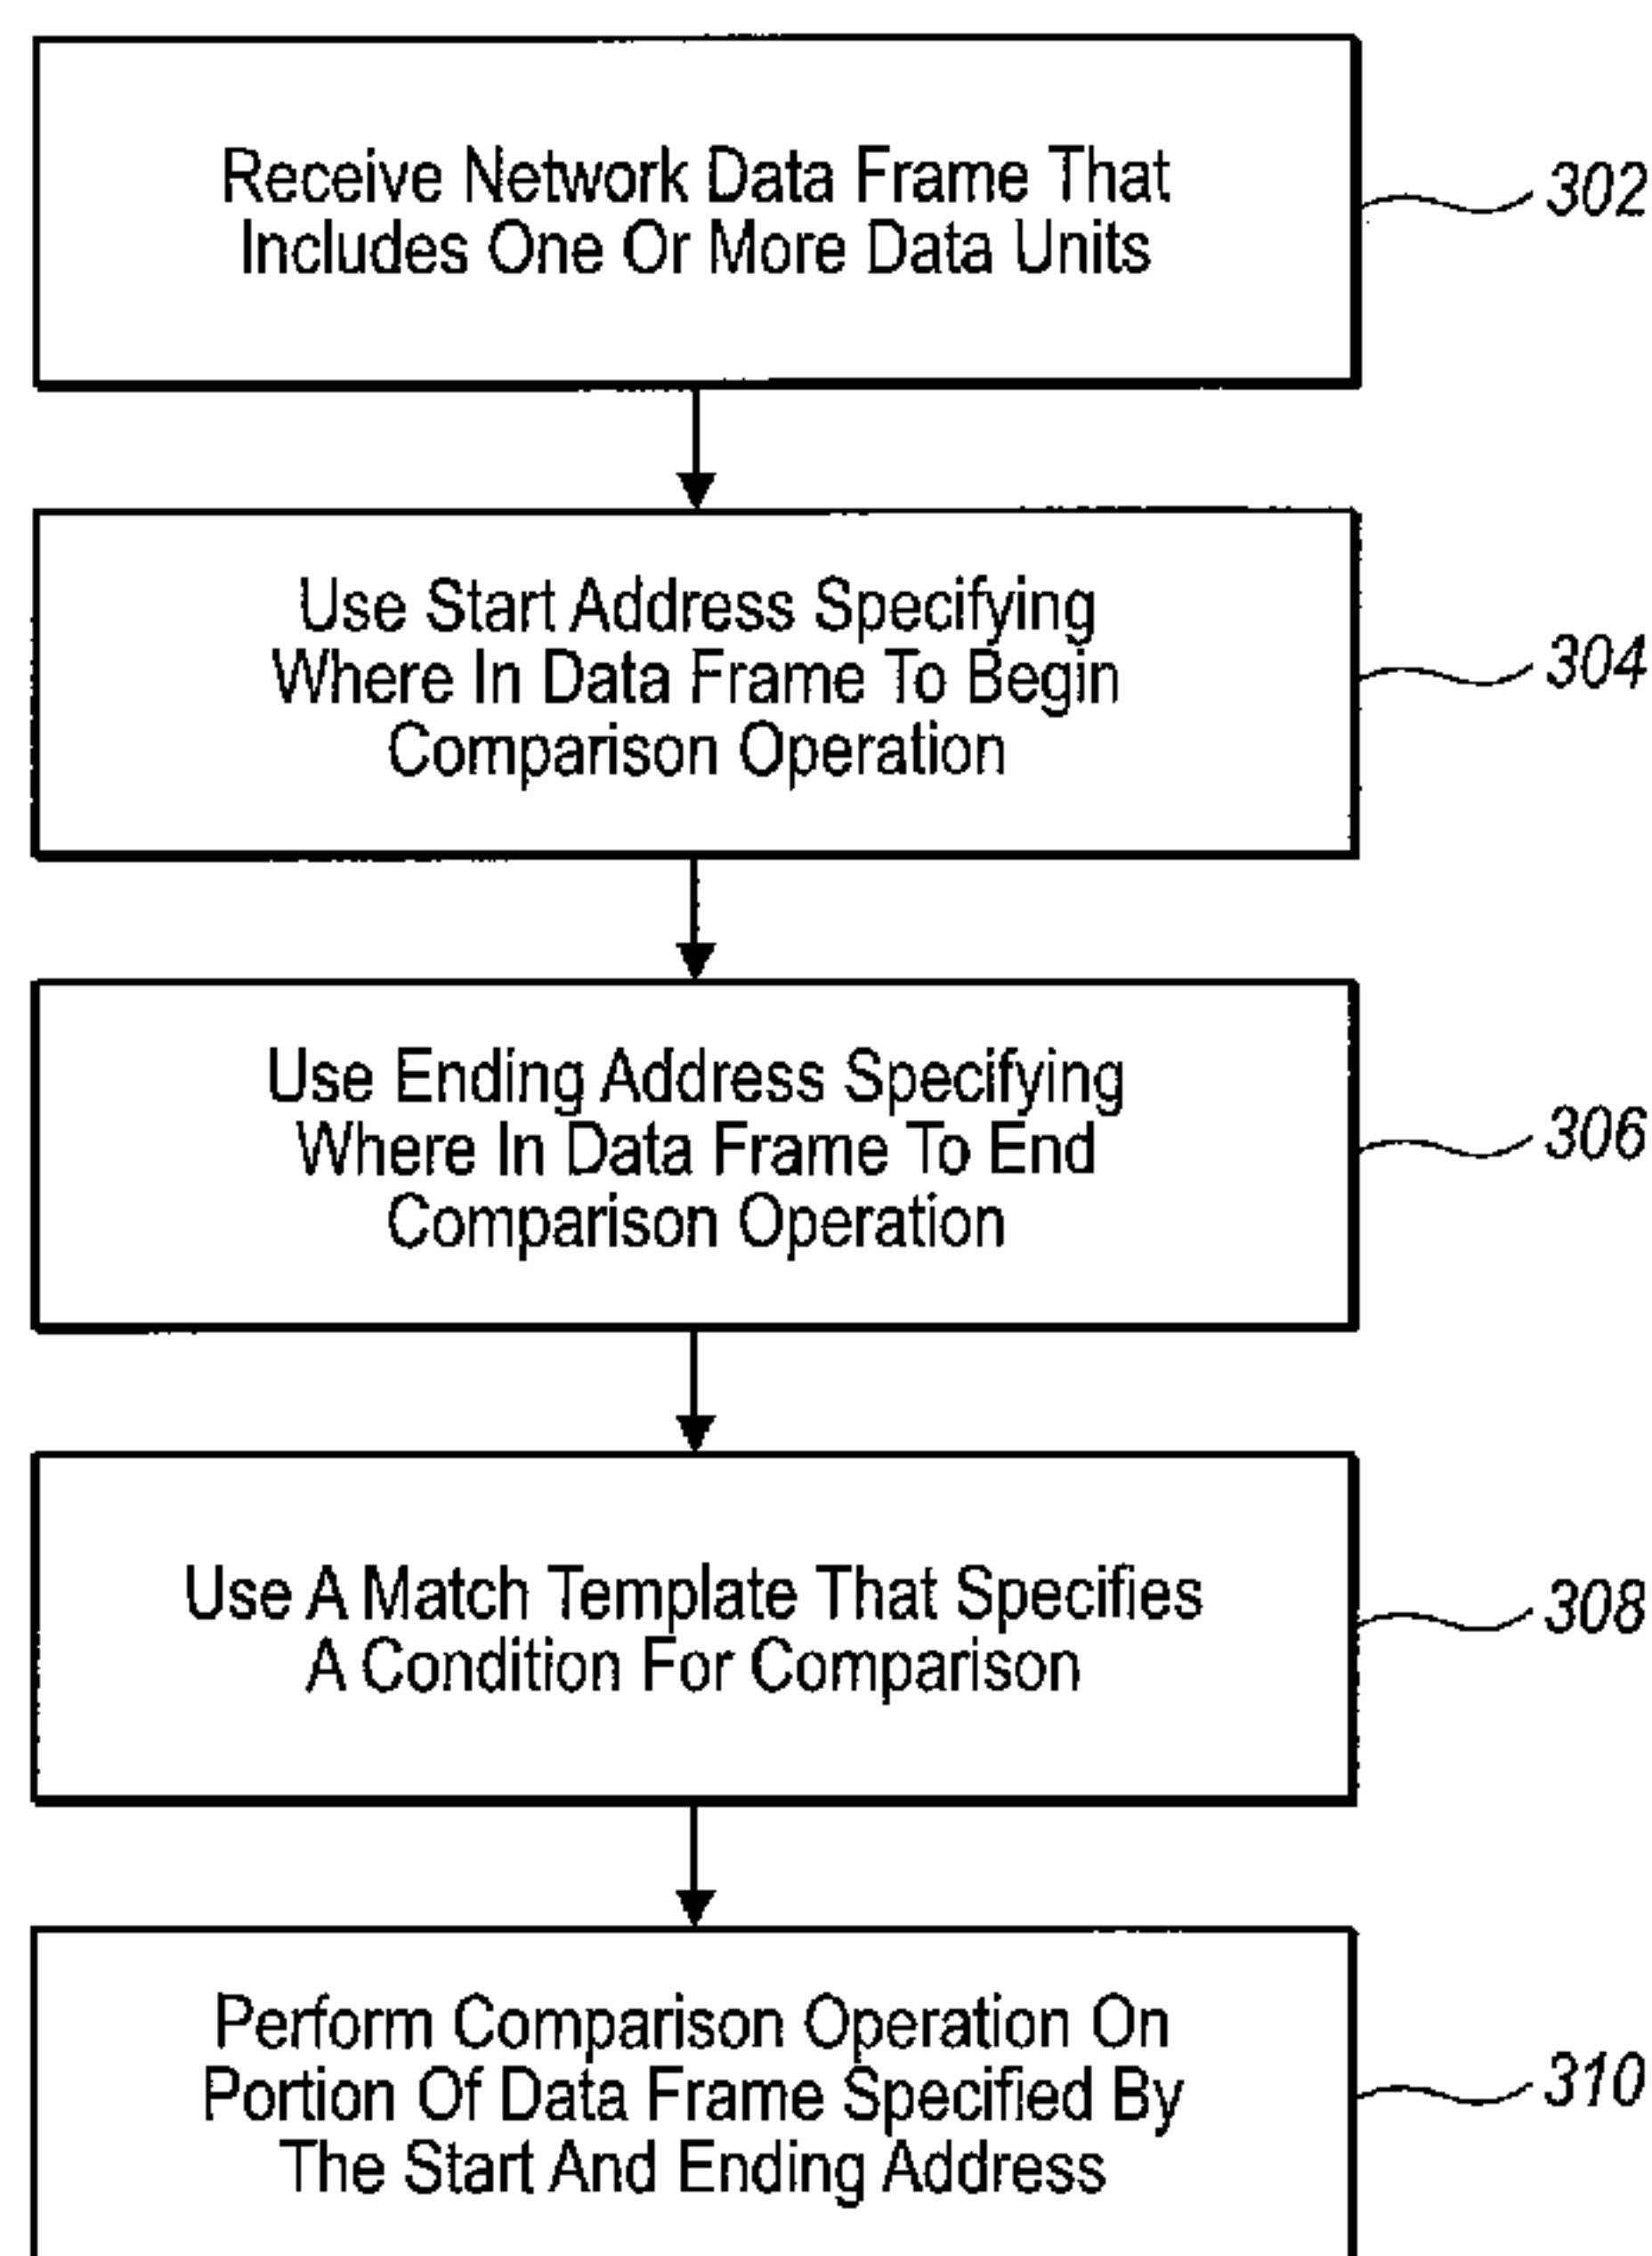 Receive Network Data Frame That
Includes One Or More Data Units
302
Use Start Address Specifying
Where In Data Frame To Begin
Comparison Operation
304
Use Ending Address Specifying
Where In Data Frame To End
Comparison Operation
306
Use A Match Template That Specifies
A Condition For Comparison
308
Perform Comparison Operation On
Portion Of Data Frame Specified By
The Start And Ending Address
310